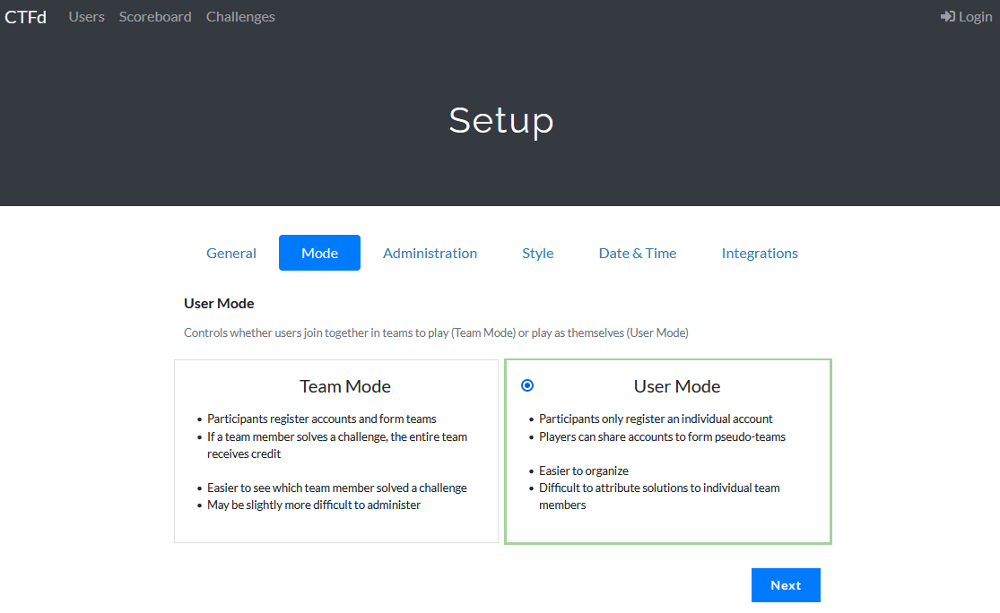 CTFd Users Scoreboard Challenges Login
Setup
General Mode Administration Style Date & Time Integrations
User Mode
Controls whether users join together in teams to play (Team Mode) or play as themselves (User Mode)
Team Mode
• Participants register accounts and form teams
• If a team member solves a challenge, the entire team
receives credit
• Easier to see which team member solved a challenge
• May be slightly more difficult to administer
User Mode
• Participants only register an individual account
• Players can share accounts to form pseudo-teams
• Easier to organize
• Difficult to attribute solutions to individual team
members
Next